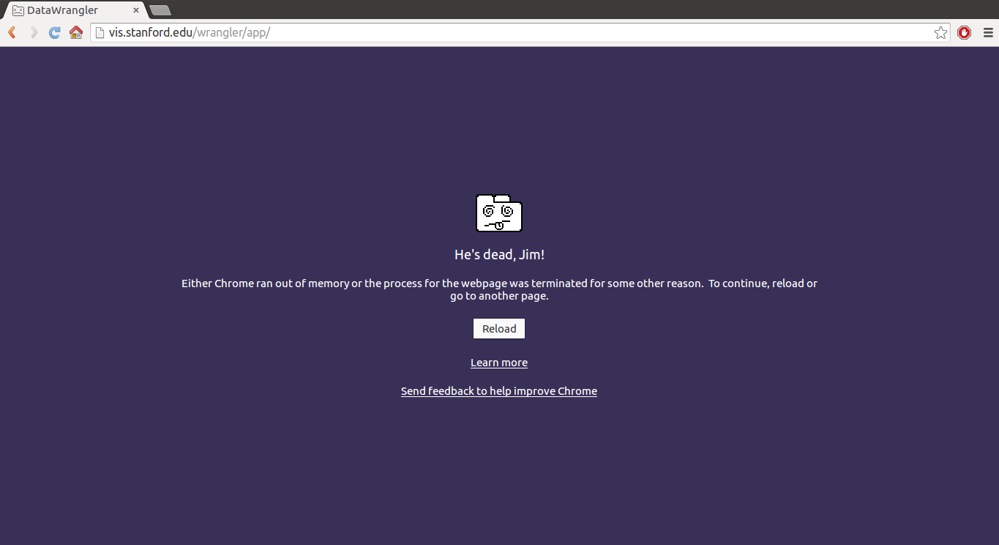 DataWrangler
vis.stanford.edu/wrangler/app/
He's dead, Jim!
Either Chrome ran out of memory or the process for the webpage was terminated for some other reason.  To continue, reload or
go to another page.
Reload
Learn more
Send feedback to help improve Chrome